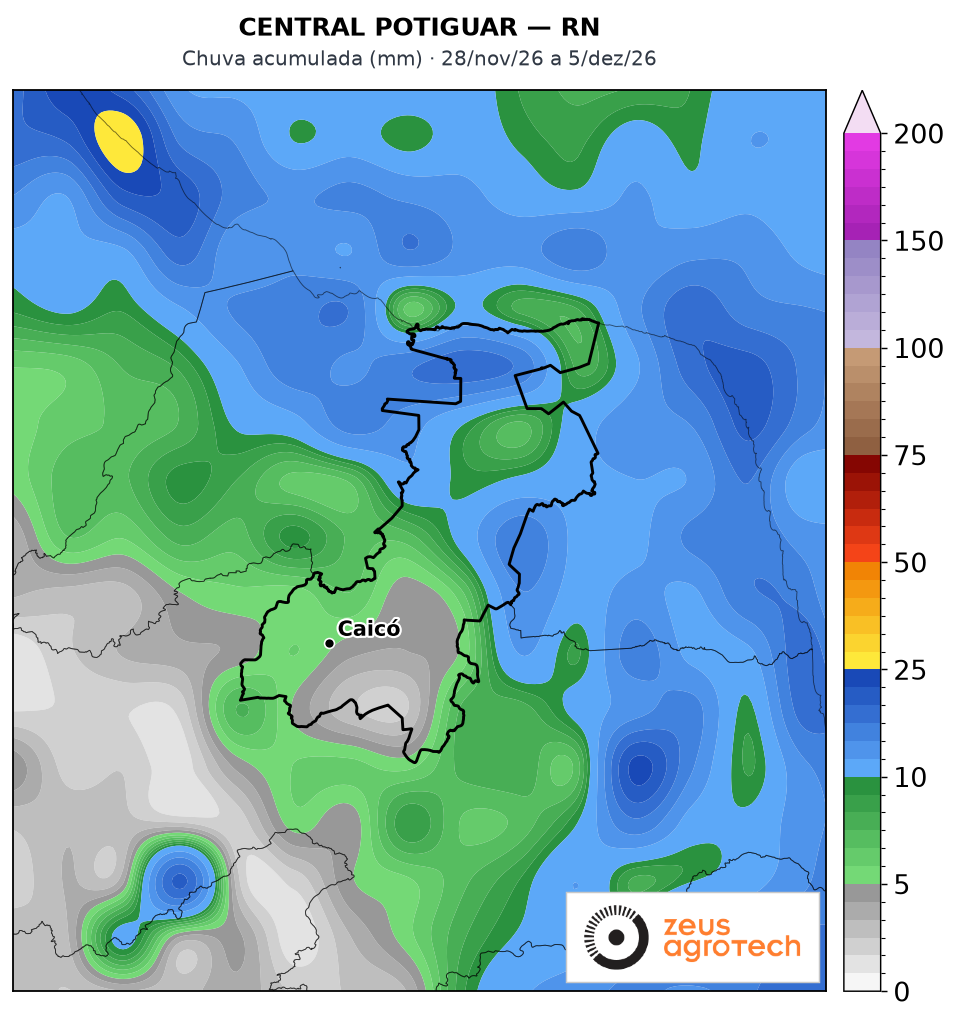 CENTRAL POTIGUAR — RN
Chuva acumulada (mm) · 28/nov/26 a 5/dez/26
200
150
100
75
50
25
10
5
0
Caicó
zeus
agrotech